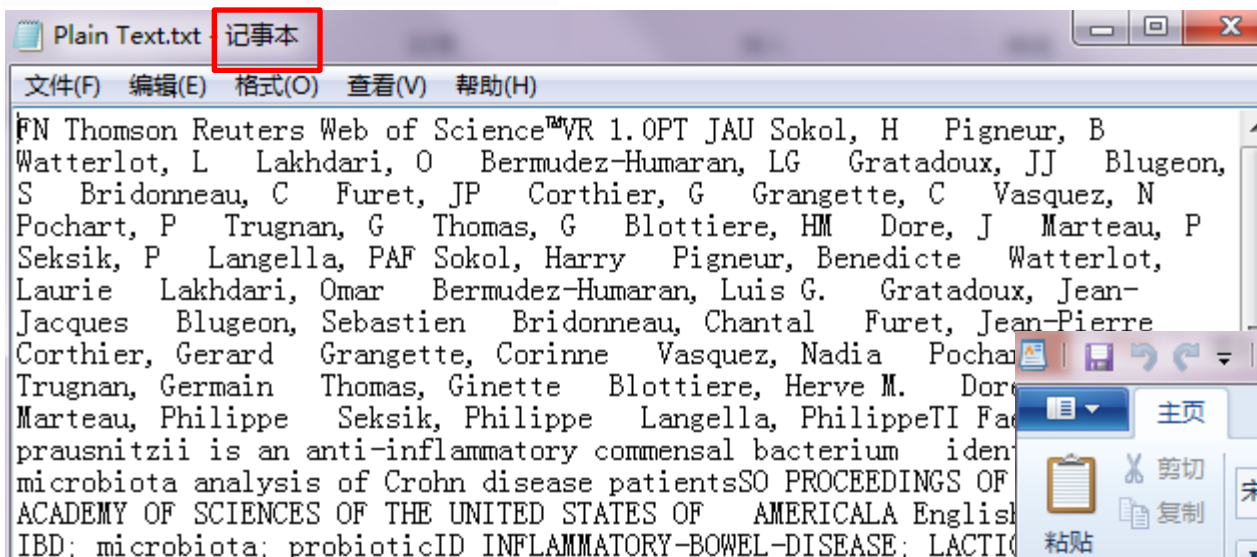 Plain Text.txt - 记事本
文件(F) 编辑(E) 格式(O) 查看(V) 帮助(H)
FN Thomson Reuters Web of Science™VR 1.0PT JAU Sokol, H   Pigneur, B
Watterlot, L   Lakhdari, O   Bermudez-Humaran, LG   Gratadoux, JJ   Blugeon,
S   Bridonneau, C   Furet, JP   Corthier, G   Grangette, C   Vasquez, N
Pochart, P   Trugnan, G   Thomas, G   Blottiere, HM   Dore, J   Marteau, P
Seksik, P   Langella, PAF Sokol, Harry   Pigneur, Benedicte   Watterlot,
Laurie   Lakhdari, Omar   Bermudez-Humaran, Luis G.   Gratadoux, Jean-
Jacques   Blugeon, Sebastien   Bridonneau, Chantal   Furet, Jean-Pierre
Corthier, Gerard   Grangette, Corinne   Vasquez, Nadia
Trugnan, Germain   Thomas, Ginette   Blottiere, Herve M.
Marteau, Philippe   Seksik, Philippe   Langella, PhilippeTI
prausnitzii is an anti-inflammatory commensal bacterium
microbiota analysis of Crohn disease patientsSO PROCEEDINGS OF
ACADEMY OF SCIENCES OF THE UNITED STATES OF   AMERICALA
IBD; microbiota; probioticID INFLAMMATORY-BOWEL-DISEASE;
主页
剪切
复制
粘贴